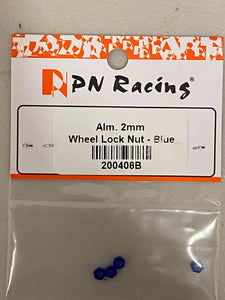 PN Racing®
Alm. 2mm
Wheel Lock Nut - Blue
200408B